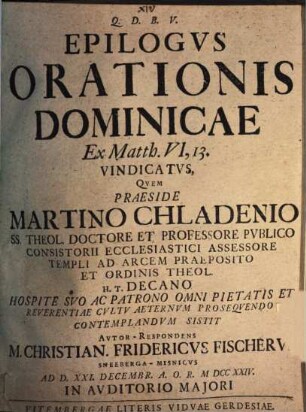 XIV
Q. D. B. V.
EPILOGVS
ORATIONIS
DOMINICAE
Ex Matth. VI, 13.
VINDICATVS,
QVEM
PRAESIDE
MARTINO CHLADENIO
SS. THEOL. DOCTORE ET PROFESSORE PVBLICO
CONSISTORII ECCLESIASTICI ASSESSORE
TEMPLI AD ARCEM PRAEPOSITO
ET ORDINIS THEOL.
H. T. DECANO
HOSPITE SVO AC PATRONO OMNI PIETATIS ET
REVERENTIAE CVLTV AETERNVM PROSEQVENDO
CONTEMPLANDVM SISTIT
AVTOR-RESPONDENS
M. CHRISTIAN. FRIDERICVS FISCHERV
SNEEBERGA-MISNICVS
AD D. XXI. DECEMBR. A. O. R. M DCC XXIV.
IN AVDITORIO MAJORI
VITEMBERGAE LITERIS VIDVAE GERDESIAE.